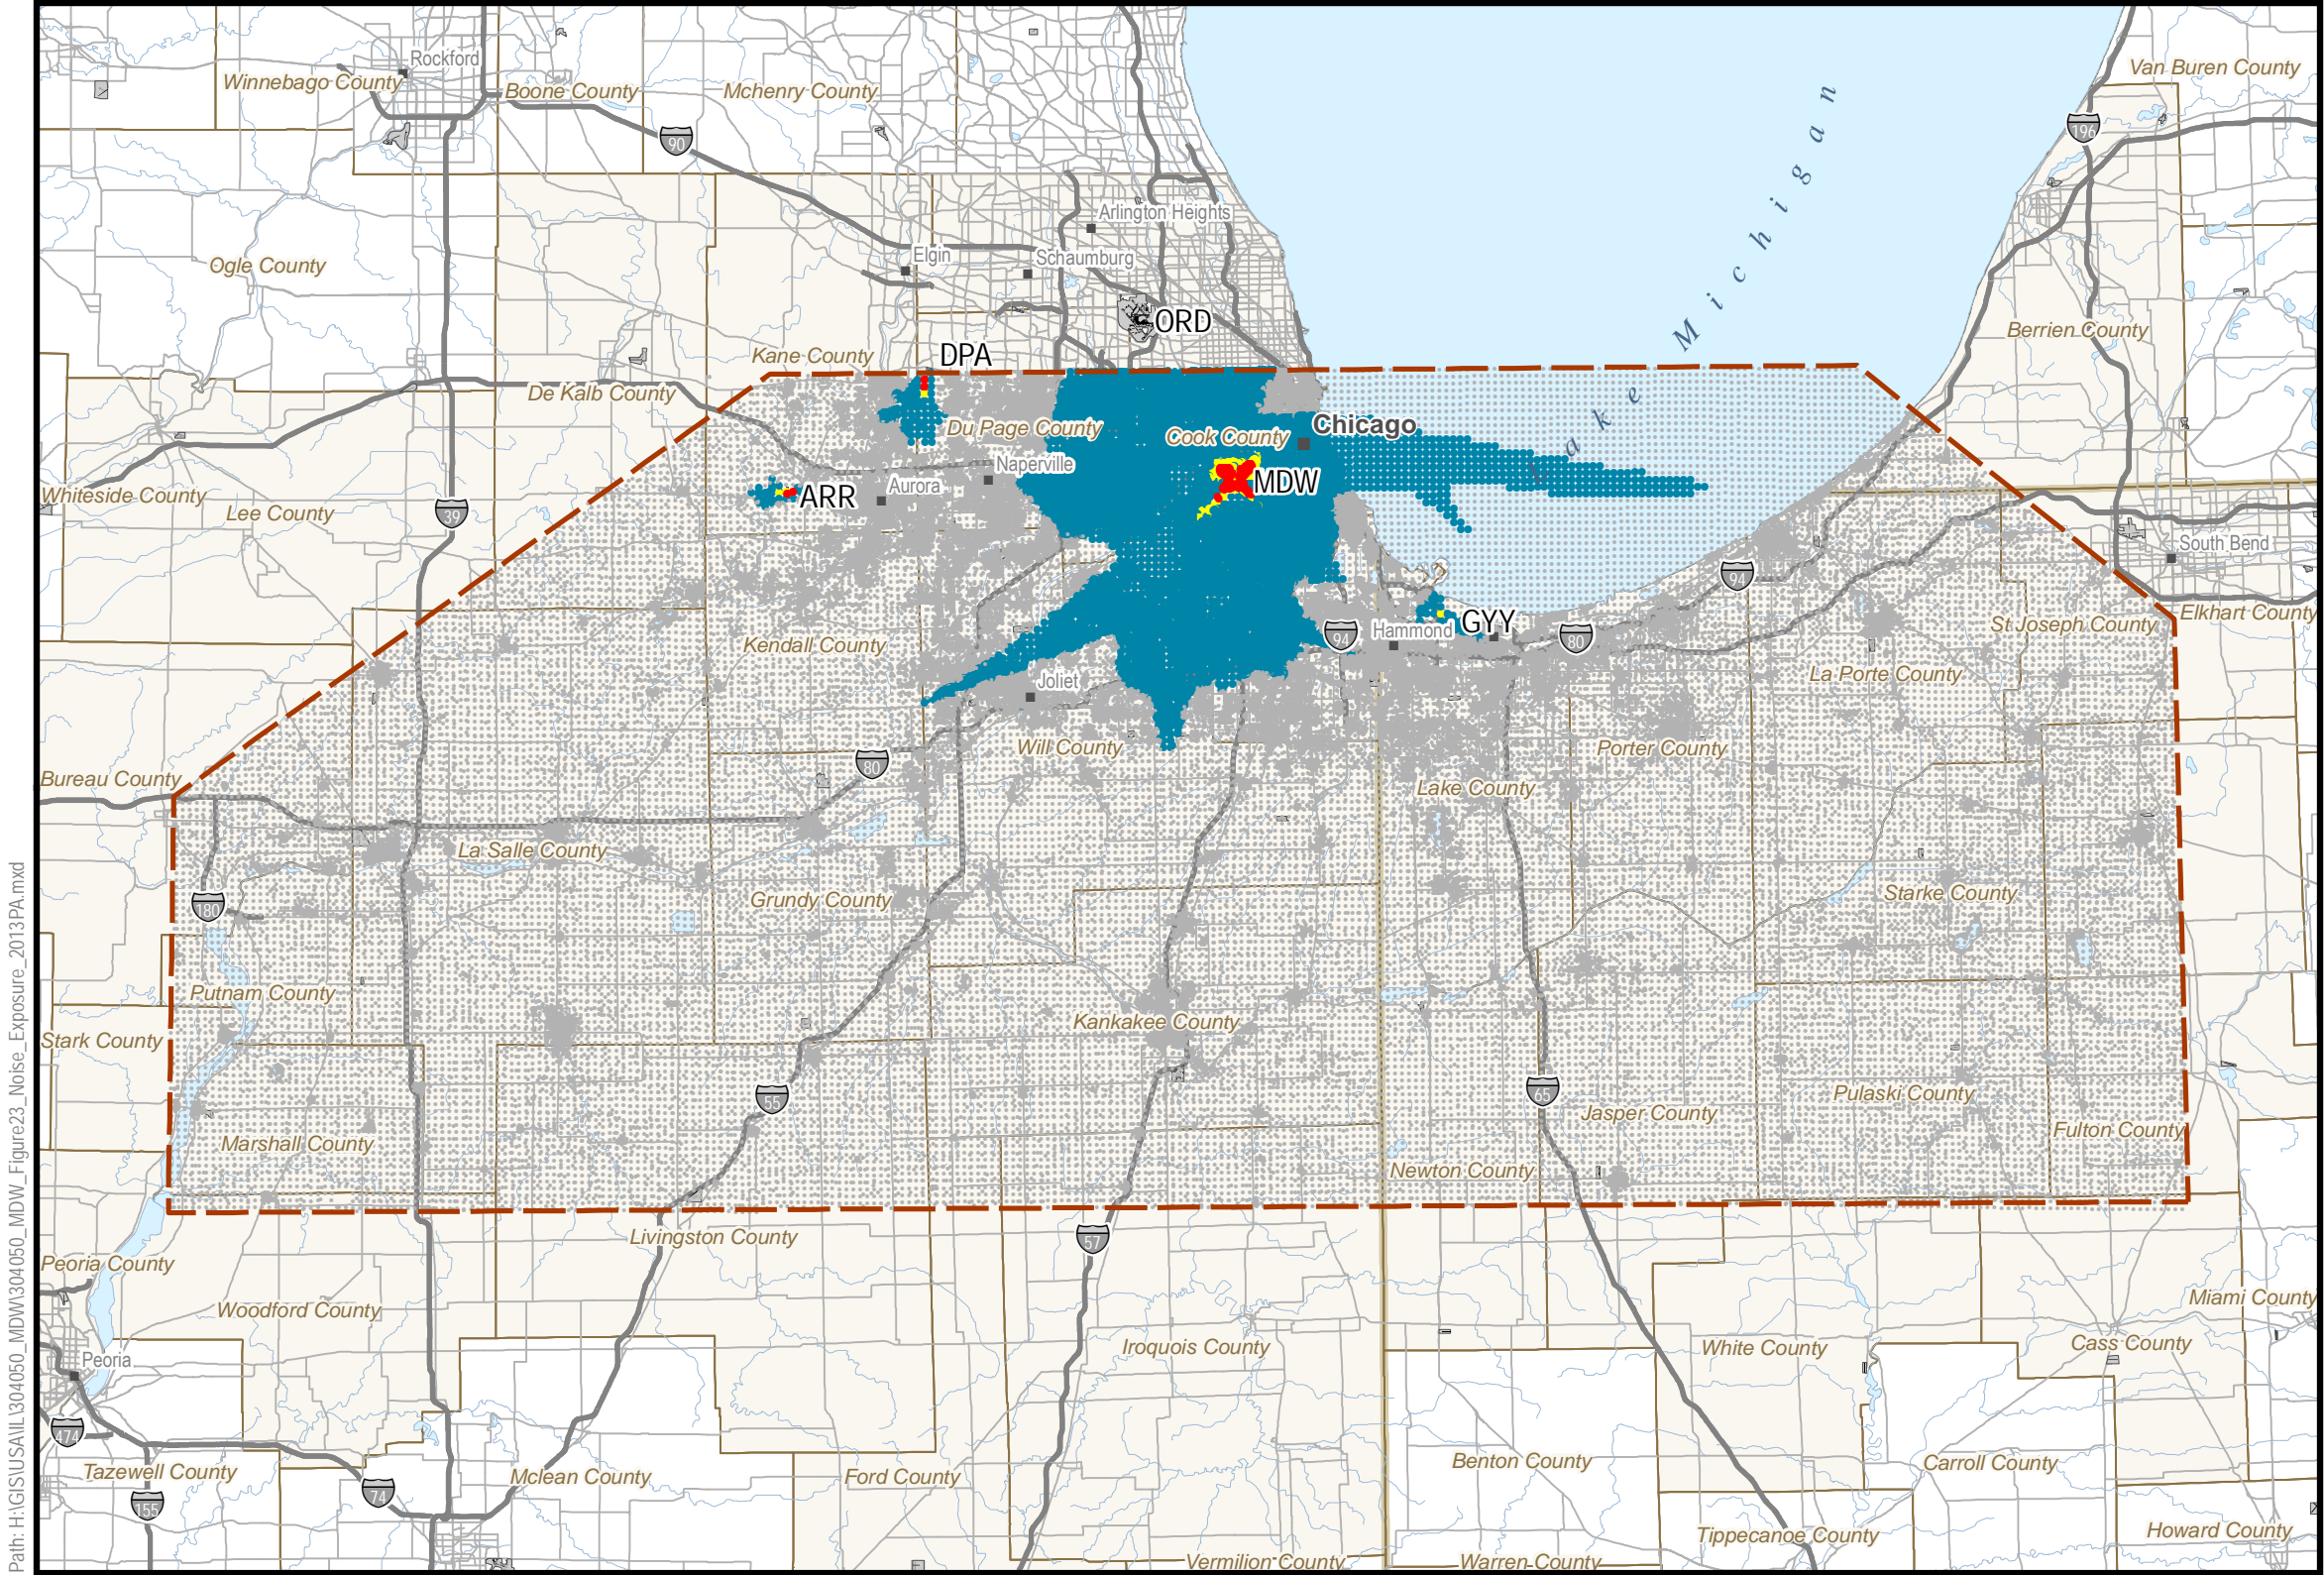 Rockford
Winnebago County
Boone County
Mchenry County
Van Buren County
90
196
Arlington Heights
Elgin
Schaumburg
Ogle County
ORD
Berrien County
Kane County
DPA
De Kalb County
Lake Michigan
Du Page County
Cook County
Chicago
Naperville
Aurora
ARR
MDW
Whiteside County
Lee County
39
South Bend
94
Elkhart County
GYY
Hammond
94
80
St Joseph County
Kendall County
La Porte County
Joliet
Will County
Porter County
80
Bureau County
Lake County
La Salle County
Grundy County
Starke County
180
Putnam County
Kankakee County
Stark County
55
65
Pulaski County
Jasper County
Marshall County
Fulton County
Newton County
Livingston County
57
Peoria County
Woodford County
Miami County
Iroquois County
White County
Cass County
Peoria
474
Tazewell County
Mclean County
Ford County
Benton County
Carroll County
74
155
Tippecanoe County
Howard County
Vermilion County
Warren County
Path: H:\GIS\USA\IL\304050_MDW\304050_MDW_Figure23_Noise_Exposure_2013PA.mxd